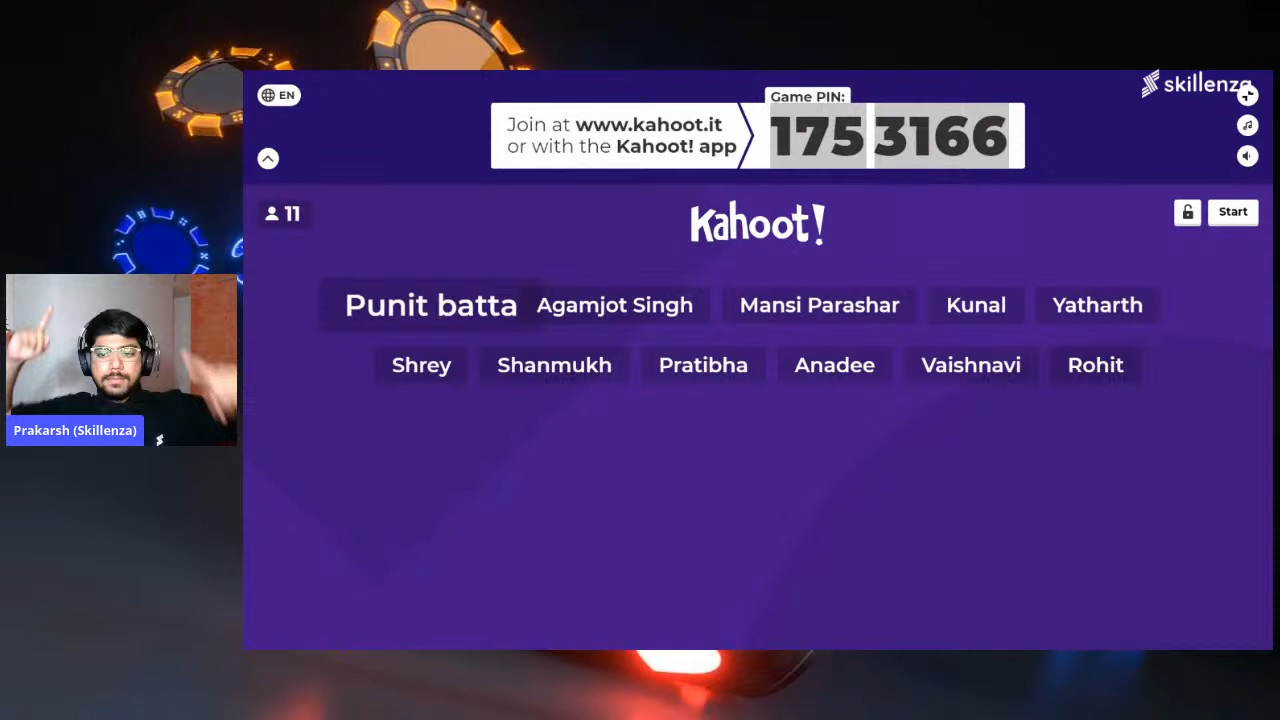 skillenza
EN
Game PIN:
Join at www.kahoot.it
or with the Kahoot! app
175 3166
11
Kahoot!
Start
Punit batta Agamjot Singh Mansi Parashar Kunal Yatharth
Shrey Shanmukh Pratibha Anadee Vaishnavi Rohit
Prakarsh (Skillenza)